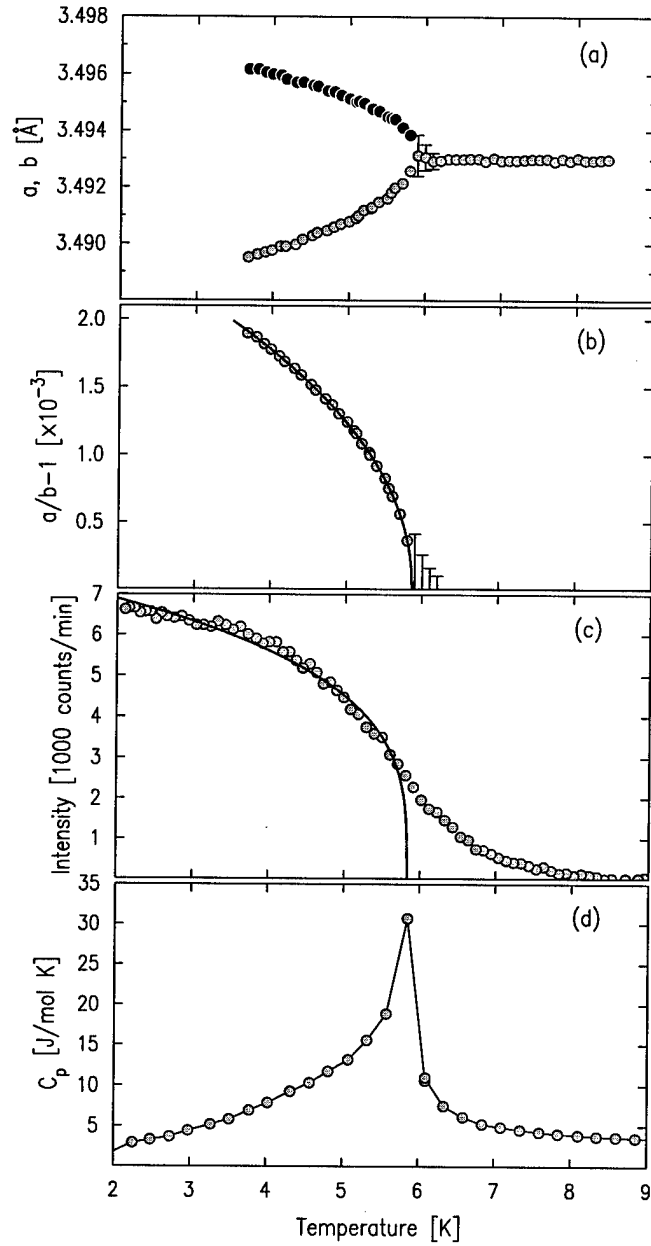 3.498
(a)
3.496
3.494
3.492
3.490
a, b [Å]
2.0
(b)
1.5
1.0
0.5
a/b−1 [×10⁻³]
7
(c)
6
5
4
3
2
1
Intensity [1000 counts/min]
35
(d)
30
25
20
15
10
5
Cₚ [J/mol K]
2 3 4 5 6 7 8 9
Temperature [K]